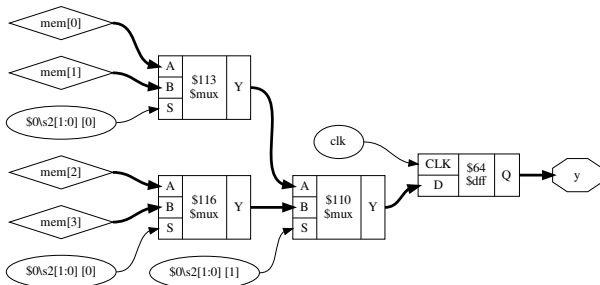 mem[0]
mem[1]
$0\s2[1:0] [0]
A
B
S
$113
$mux
Y
mem[2]
mem[3]
$0\s2[1:0] [0]
A
B
S
$116
$mux
Y
$0\s2[1:0] [1]
A
B
S
$110
$mux
Y
clk
CLK
D
$64
$dff
Q
y